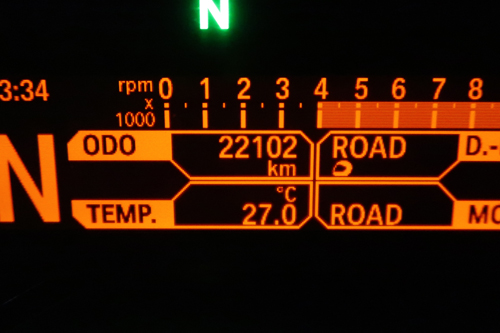 N
3:34 rpm 0 1 2 3 4 5 6 7 8
x
1000
N
ODO 22102 ROAD D.-
km
°C
TEMP. 27.0 ROAD MO